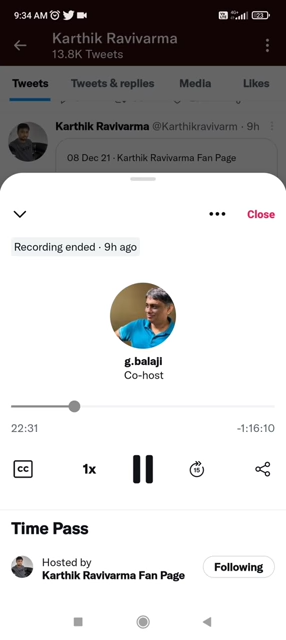 9:34 AM
23
Karthik Ravivarma
13.8K Tweets
Tweets Tweets & replies Media Likes
Karthik Ravivarma @Karthikravivarm · 9h
08 Dec 21 · Karthik Ravivarma Fan Page
Close
Recording ended · 9h ago
g.balaji
Co-host
22:31 -1:16:10
CC 1x 15
Time Pass
Hosted by
Karthik Ravivarma Fan Page
Following